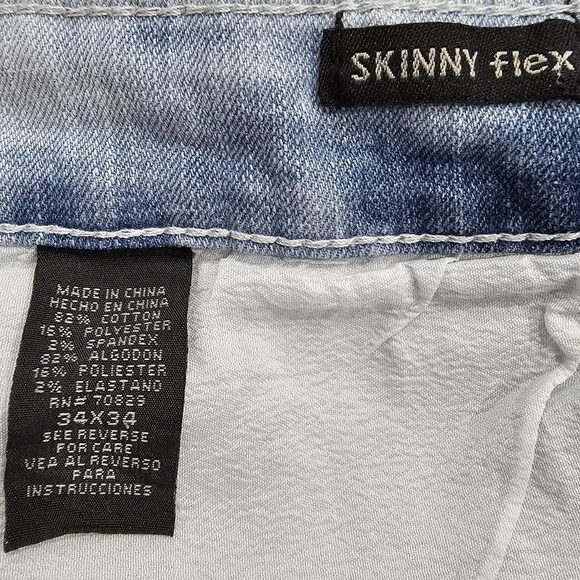 SKINNY flex
MADE IN CHINA
HECHO EN CHINA
82% COTTON
16% POLYESTER
2% SPANDEX
82% ALGODON
16% POLIESTER
2% ELASTANO
RN# 70829
34X34
SEE REVERSE
FOR CARE
VEA AL REVERSO
PARA
INSTRUCCIONES